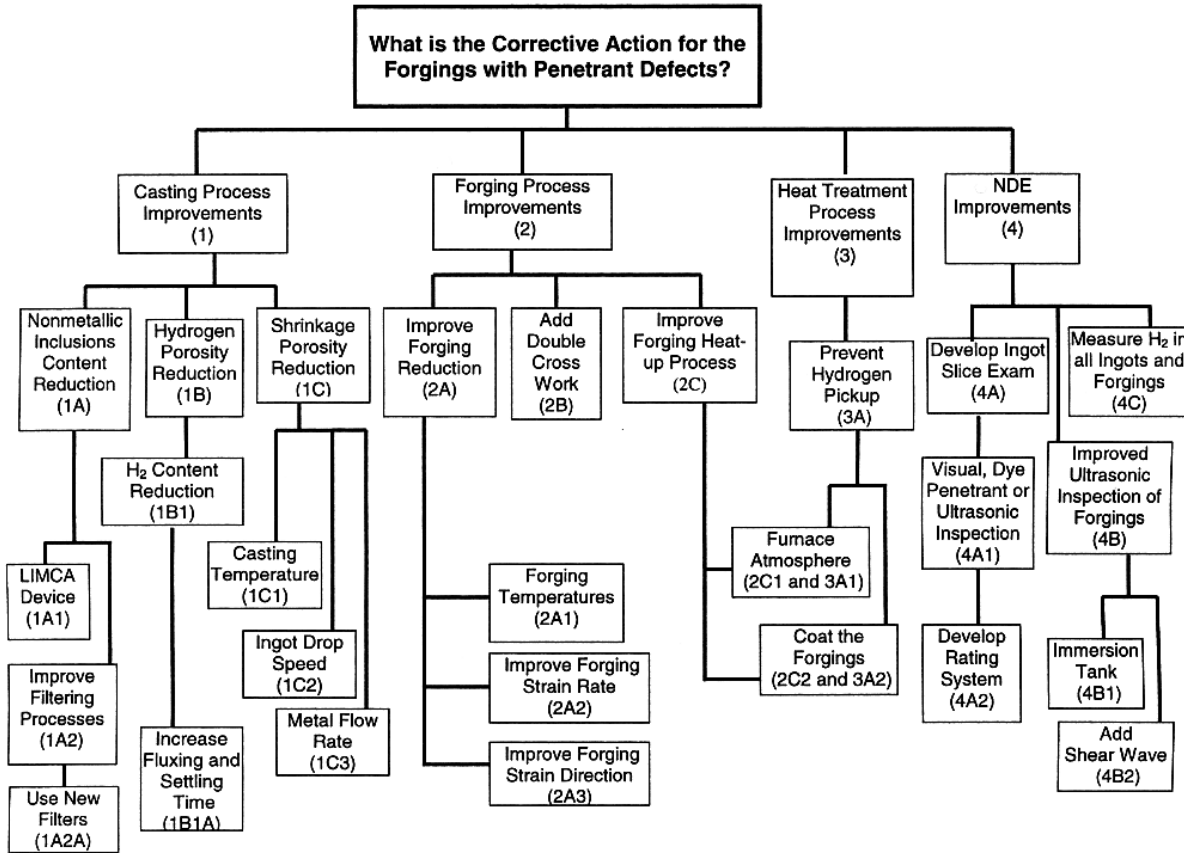 What is the Corrective Action for the
Forgings with Penetrant Defects?
Casting Process
Improvements
(1)
Forging Process
Improvements
(2)
Heat Treatment
Process
Improvements
(3)
NDE
Improvements
(4)
Nonmetallic
Inclusions
Content
Reduction
(1A)
Hydrogen
Porosity
Reduction
(1B)
Shrinkage
Porosity
Reduction
(1C)
Improve
Forging
Reduction
(2A)
Add
Double
Cross
Work
(2B)
Improve
Forging Heat-
up Process
(2C)
Prevent
Hydrogen
Pickup
(3A)
Develop Ingot
Slice Exam
(4A)
Measure H₂ in
all Ingots and
Forgings
(4C)
H₂ Content
Reduction
(1B1)
Visual, Dye
Penetrant or
Ultrasonic
Inspection
(4A1)
Improved
Ultrasonic
Inspection of
Forgings
(4B)
LIMCA
Device
(1A1)
Casting
Temperature
(1C1)
Forging
Temperatures
(2A1)
Furnace
Atmosphere
(2C1 and 3A1)
Improve
Filtering
Processes
(1A2)
Ingot Drop
Speed
(1C2)
Improve Forging
Strain Rate
(2A2)
Coat the
Forgings
(2C2 and 3A2)
Develop
Rating
System
(4A2)
Immersion
Tank
(4B1)
Use New
Filters
(1A2A)
Increase
Fluxing and
Settling
Time
(1B1A)
Metal Flow
Rate
(1C3)
Improve Forging
Strain Direction
(2A3)
Add
Shear Wave
(4B2)